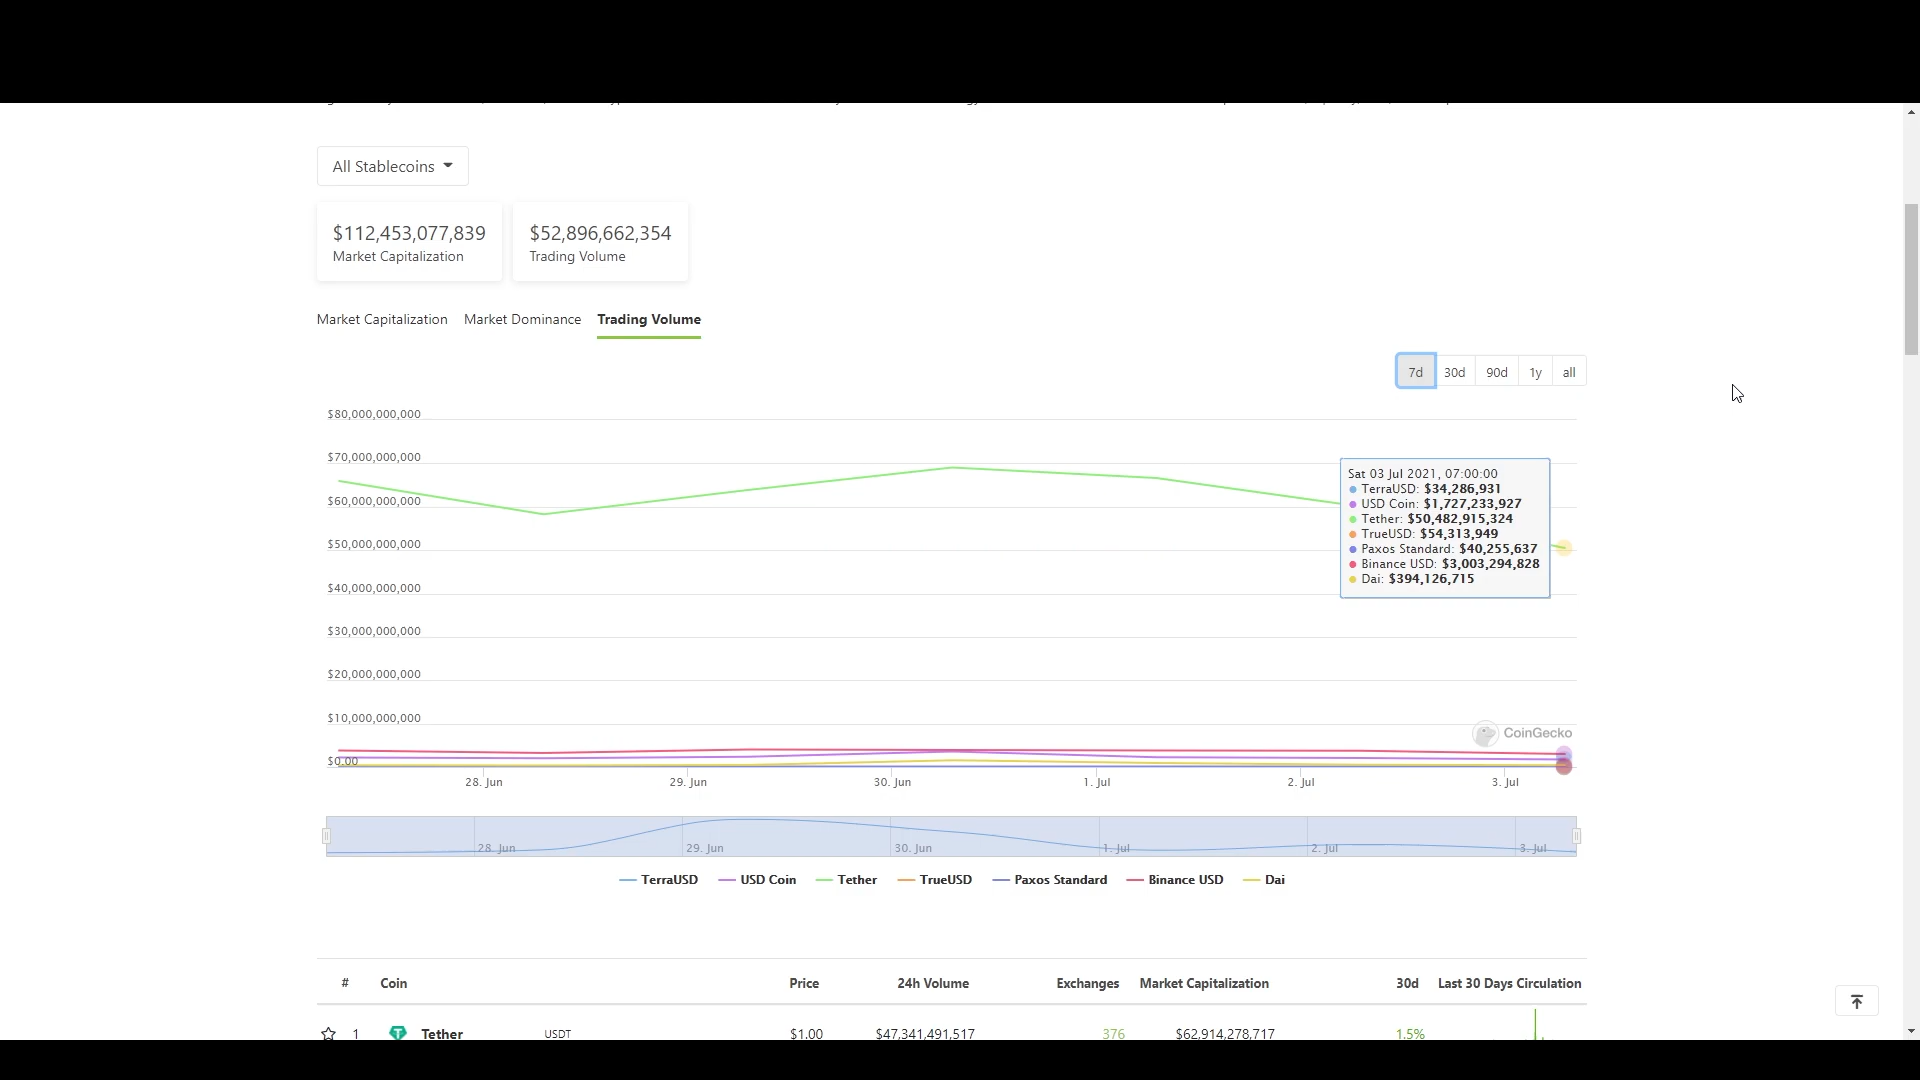 All Stablecoins
$112,453,077,839
Market Capitalization
$52,896,662,354
Trading Volume
Market Capitalization Market Dominance Trading Volume
7d 30d 90d 1y all
$80,000,000,000
$70,000,000,000
$60,000,000,000
$50,000,000,000
$40,000,000,000
$30,000,000,000
$20,000,000,000
$10,000,000,000
$0.00
Sat 03 Jul 2021, 07:00:00
TerraUSD: $34,286,931
USD Coin: $1,727,233,927
Tether: $50,482,915,324
TrueUSD: $54,313,949
Paxos Standard: $40,255,637
Binance USD: $3,003,294,828
Dai: $394,126,715
CoinGecko
28. Jun 29. Jun 30. Jun 1. Jul 2. Jul 3. Jul
28. Jun 29. Jun 30. Jun 1. Jul 2. Jul 3. Jul
TerraUSD USD Coin Tether TrueUSD Paxos Standard Binance USD Dai
# Coin Price 24h Volume Exchanges Market Capitalization 30d Last 30 Days Circulation
1 Tether USDT $1.00 $47,341,491,517 376 $62,914,278,717 1.5%